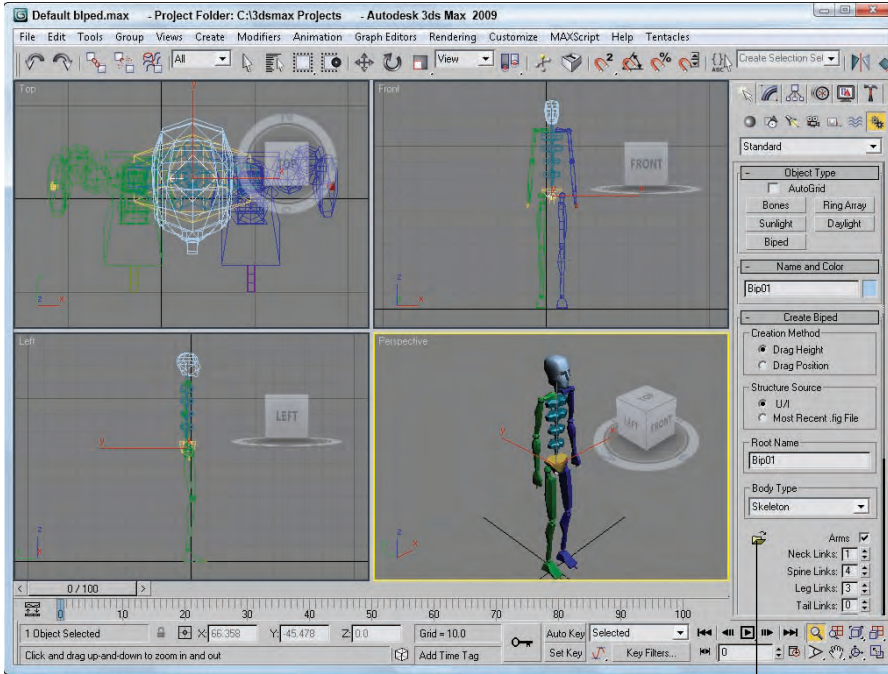 Default biped.max - Project Folder: C:\3dsmax Projects - Autodesk 3ds Max 2009
File Edit Tools Group Views Create Modifiers Animation Graph Editors Rendering Customize MAXScript Help Tentacles
All View Create Selection Sel
Top
TOP
y
x
z x
Front
FRONT
x
z
x
Standard
Object Type
AutoGrid
Bones Ring Array
Sunlight Daylight
Biped
Name and Color
Bip01
Create Biped
Creation Method
Drag Height
Drag Position
Structure Source
U/I
Most Recent .fig File
Root Name
Bip01
Body Type
Skeleton
Arms
Neck Links: 1
Spine Links: 4
Leg Links: 3
Tail Links: 0
Left
LEFT
y
z
Perspective
TOP
LEFT FRONT
y
x
z
0 / 100
0 10 20 30 40 50 60 70 80 90 100
1 Object Selected X: 66.358 Y: -45.478 Z: 0.0 Grid = 10.0 Auto Key Selected
Click and drag up-and-down to zoom in and out Add Time Tag Set Key Key Filters... 0